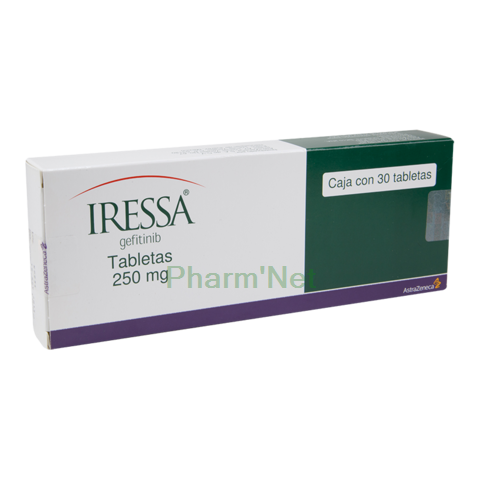 Caja con 30 tabletas
IRESSA®
gefitinib
Tabletas
250 mg
Pharm'Net
AstraZeneca